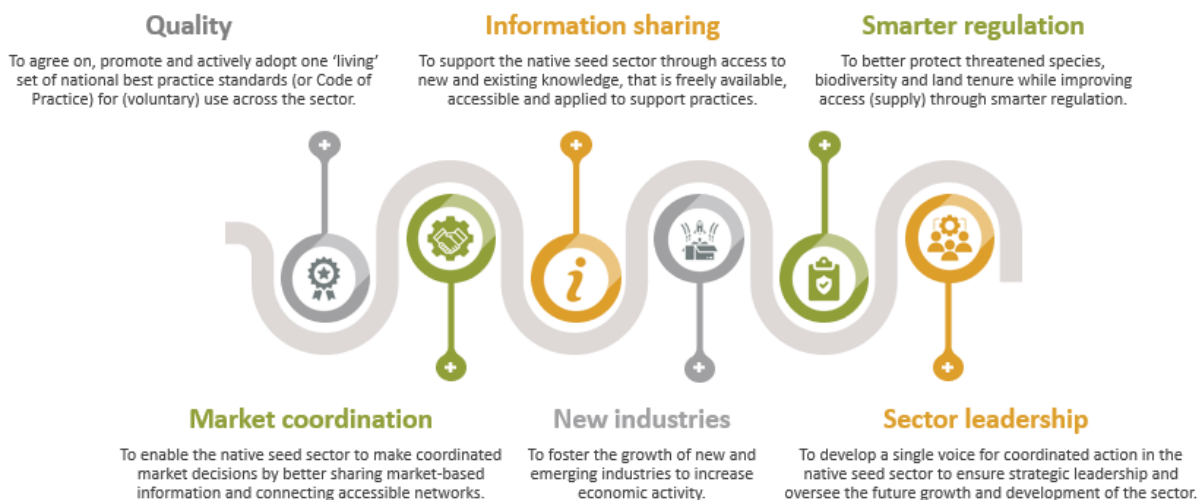 Quality
To agree on, promote and actively adopt one ‘living’
set of national best practice standards (or Code of
Practice) for (voluntary) use across the sector.
Information sharing
To support the native seed sector through access to
new and existing knowledge, that is freely available,
accessible and applied to support practices.
Smarter regulation
To better protect threatened species,
biodiversity and land tenure while improving
access (supply) through smarter regulation.
Market coordination
To enable the native seed sector to make coordinated
market decisions by better sharing market-based
information and connecting accessible networks.
New industries
To foster the growth of new and
emerging industries to increase
economic activity.
Sector leadership
To develop a single voice for coordinated action in the
native seed sector to ensure strategic leadership and
oversee the future growth and development of the sector.